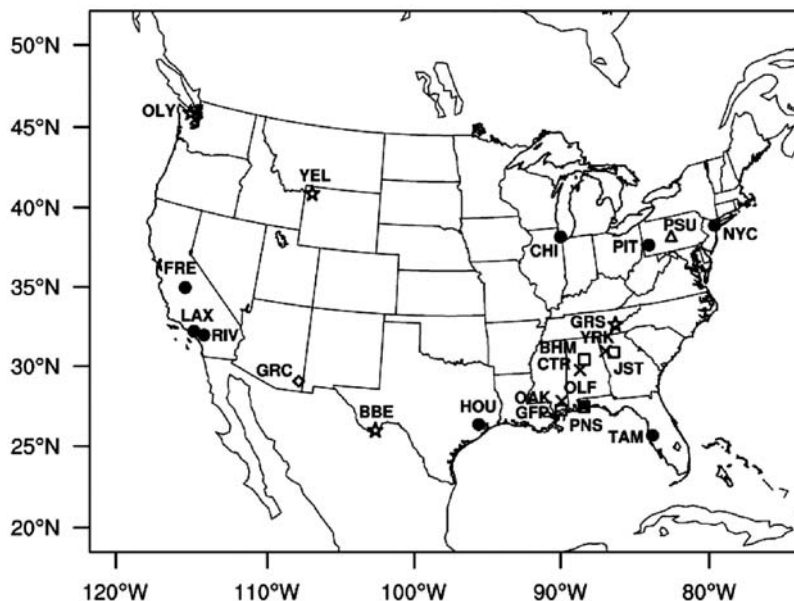 50°N
45°N
40°N
35°N
30°N
25°N
20°N
120°W
110°W
100°W
90°W
80°W
OLY
YEL
FRE
LAX
RIV
GRC
BBE
HOU
CHI
PIT
PSU
NYC
GRS
YRK
BHM
CTR
JST
OLF
OAK
GFP
PNS
TAM